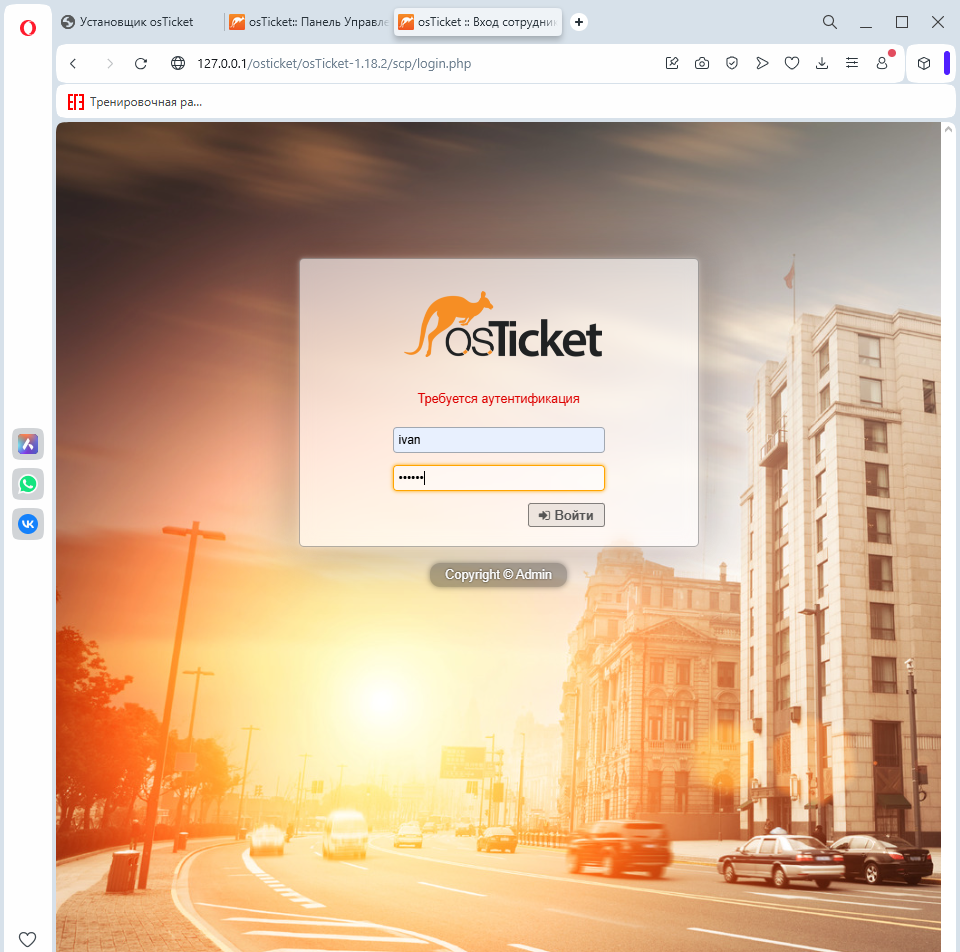 Установщик osTicket
osTicket:: Панель Управле
osTicket :: Вход сотрудник
127.0.0.1/osticket/osTicket-1.18.2/scp/login.php
Тренировочная ра...
osTicket
Требуется аутентификация
ivan
••••••
Войти
Copyright © Admin